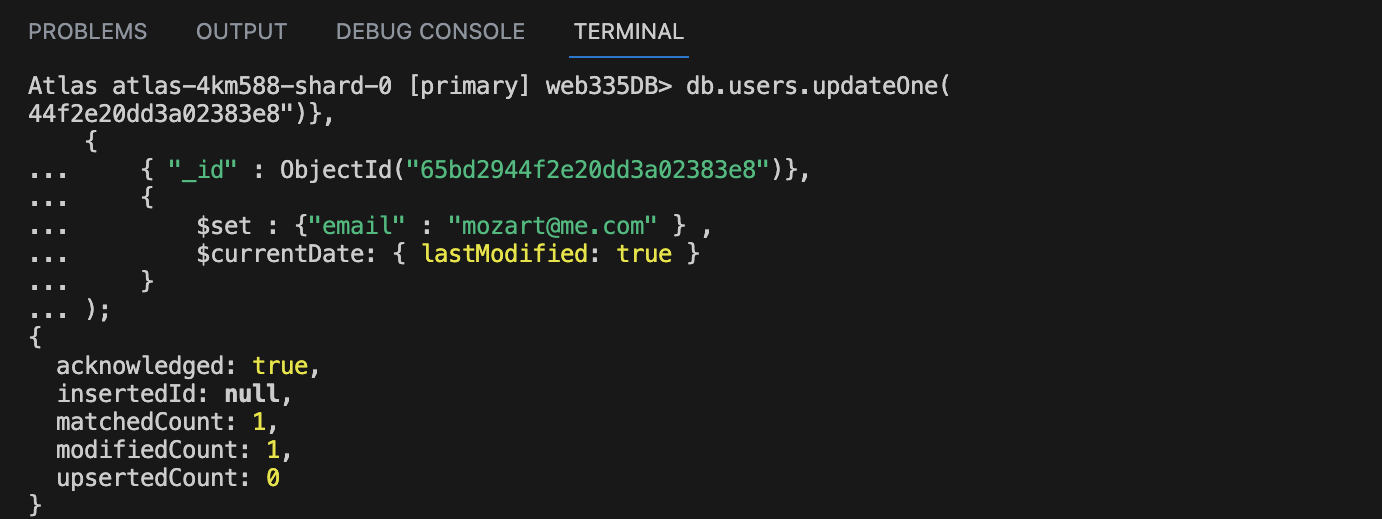 PROBLEMS OUTPUT DEBUG CONSOLE TERMINAL
Atlas atlas-4km588-shard-0 [primary] web335DB> db.users.updateOne(
44f2e20dd3a02383e8")},
    {
...     { "_id" : ObjectId("65bd2944f2e20dd3a02383e8")},
...     {
...         $set : {"email" : "mozart@me.com" } ,
...         $currentDate: { lastModified: true }
...     }
... );
{
  acknowledged: true,
  insertedId: null,
  matchedCount: 1,
  modifiedCount: 1,
  upsertedCount: 0
}